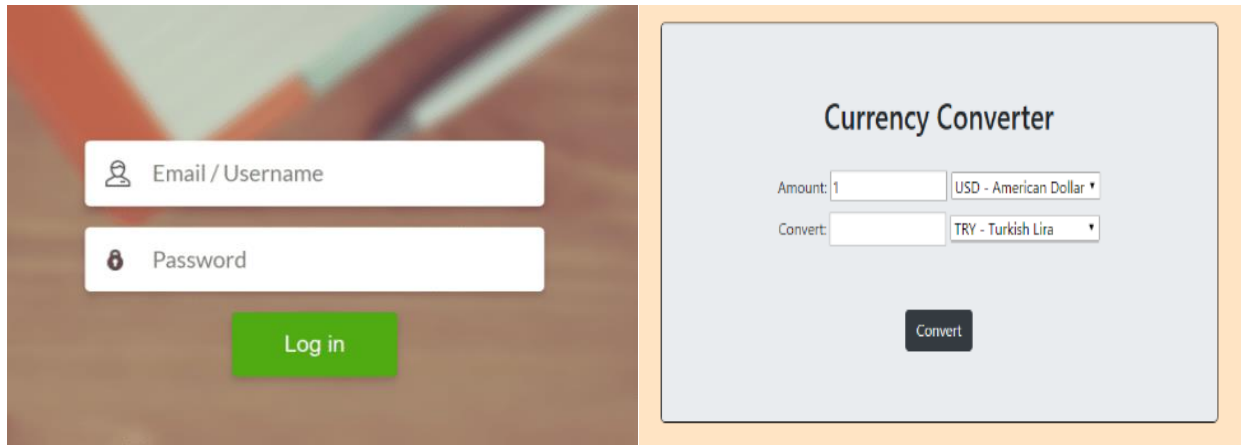 Email / Username
Password
Log in
Currency Converter
Amount: 1 USD - American Dollar
Convert: TRY - Turkish Lira
Convert